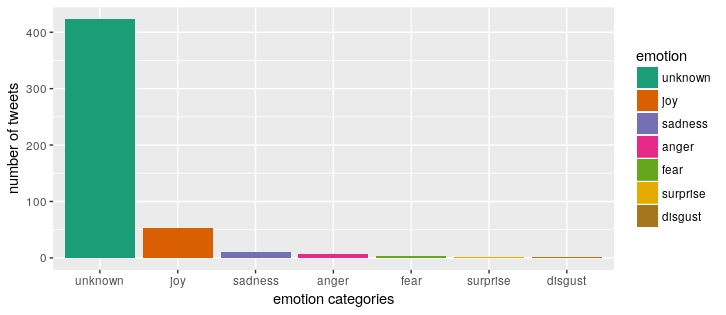 400
300
200
100
0
number of tweets
unknown joy sadness anger fear surprise disgust
emotion categories
emotion
unknown
joy
sadness
anger
fear
surprise
disgust